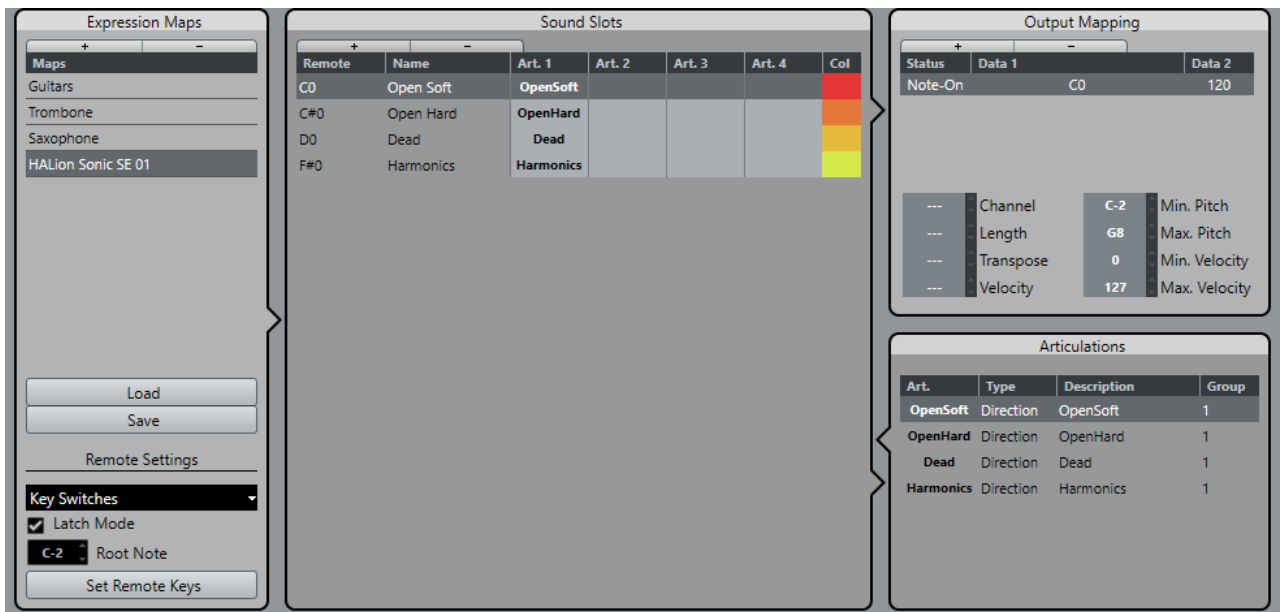 Expression Maps
+ -
Maps
Guitars
Trombone
Saxophone
HALion Sonic SE 01
Load
Save
Remote Settings
Key Switches
Latch Mode
C-2 Root Note
Set Remote Keys
Sound Slots
+ -
Remote Name Art. 1 Art. 2 Art. 3 Art. 4 Col
C0 Open Soft OpenSoft
C#0 Open Hard OpenHard
D0 Dead Dead
F#0 Harmonics Harmonics
Output Mapping
+ -
Status Data 1 Data 2
Note-On C0 120
--- Channel C-2 Min. Pitch
--- Length G8 Max. Pitch
--- Transpose 0 Min. Velocity
--- Velocity 127 Max. Velocity
Articulations
Art. Type Description Group
OpenSoft Direction OpenSoft 1
OpenHard Direction OpenHard 1
Dead Direction Dead 1
Harmonics Direction Harmonics 1